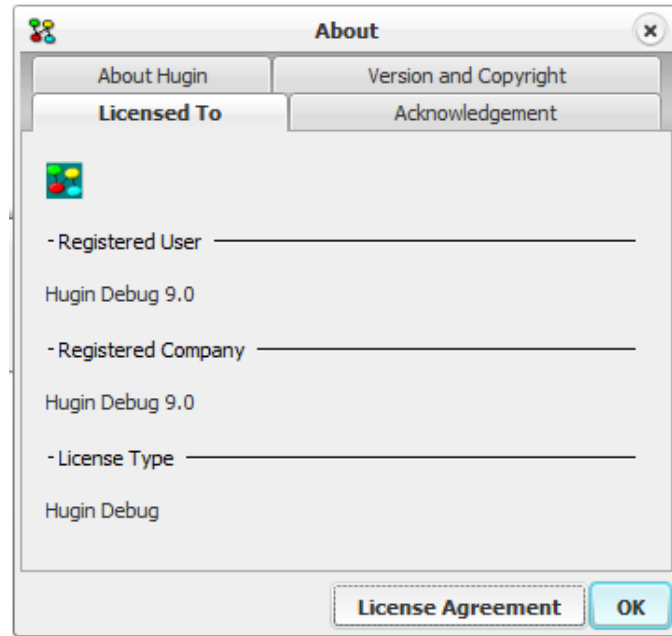 About
About Hugin
Version and Copyright
Licensed To
Acknowledgement
- Registered User
Hugin Debug 9.0
- Registered Company
Hugin Debug 9.0
- License Type
Hugin Debug
License Agreement
OK